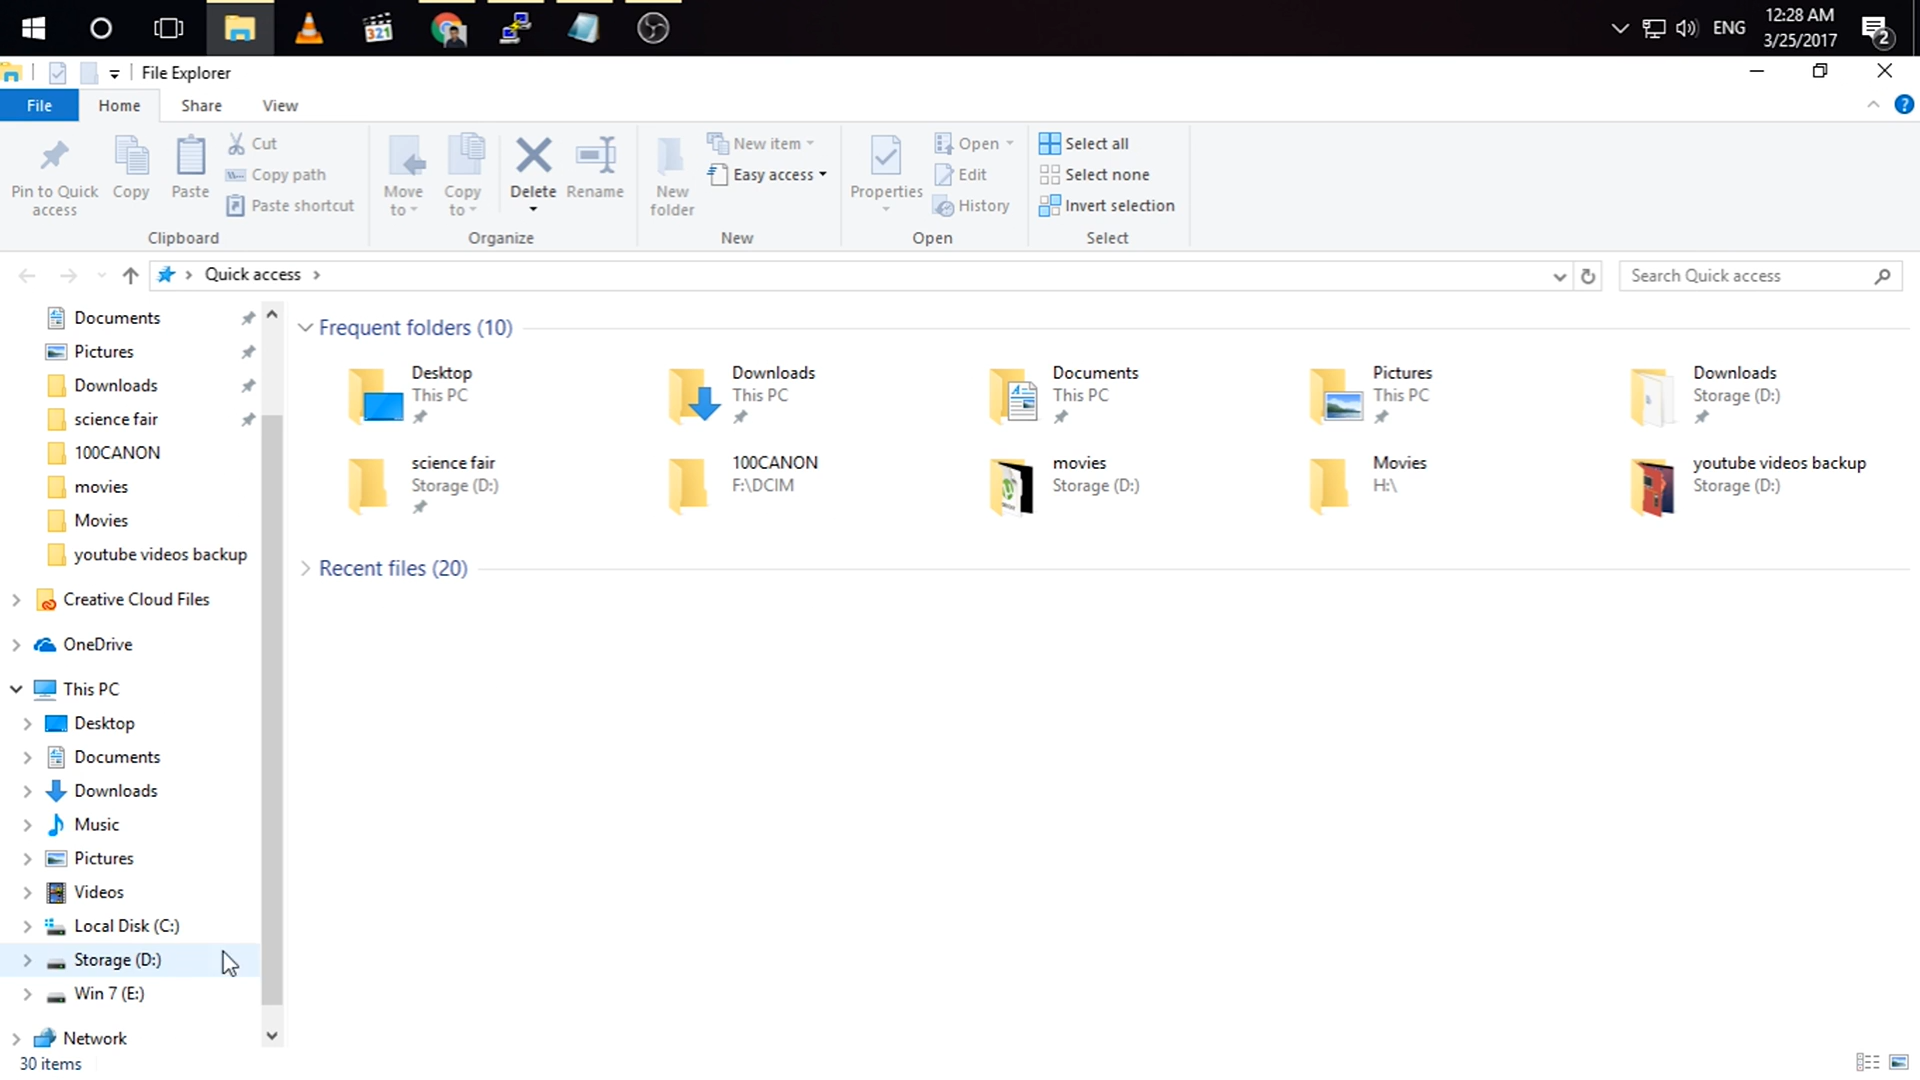 321
ENG
12:28 AM
3/25/2017
2
File Explorer
File Home Share View
Pin to Quick access
Copy
Paste
Cut
Copy path
Paste shortcut
Clipboard
Move to
Copy to
Delete
Rename
Organize
New folder
New item
Easy access
New
Properties
Open
Edit
History
Open
Select all
Select none
Invert selection
Select
Quick access
Search Quick access
Documents
Pictures
Downloads
science fair
100CANON
movies
Movies
youtube videos backup
Creative Cloud Files
OneDrive
This PC
Desktop
Documents
Downloads
Music
Pictures
Videos
Local Disk (C:)
Storage (D:)
Win 7 (E:)
Network
30 items
Frequent folders (10)
Desktop
This PC
Downloads
This PC
Documents
This PC
Pictures
This PC
Downloads
Storage (D:)
science fair
Storage (D:)
100CANON
F:\DCIM
movies
Storage (D:)
Movies
H:\
youtube videos backup
Storage (D:)
Recent files (20)